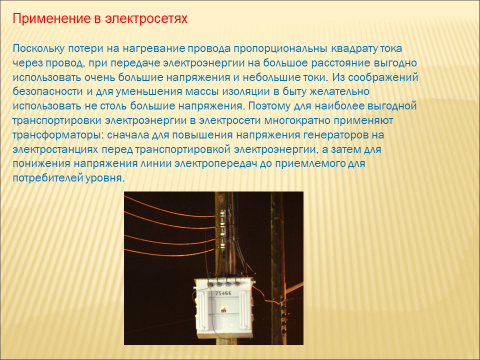 Применение в электросетях
Поскольку потери на нагревание провода пропорциональны квадрату тока
через провод, при передаче электроэнергии на большое расстояние выгодно
использовать очень большие напряжения и небольшие токи. Из соображений
безопасности и для уменьшения массы изоляции в быту желательно
использовать не столь большие напряжения. Поэтому для наиболее выгодной
транспортировки электроэнергии в электросети многократно применяют
трансформаторы: сначала для повышения напряжения генераторов на
электростанциях перед транспортировкой электроэнергии, а затем для
понижения напряжения линии электропередач до приемлемого для
потребителей уровня.
75486